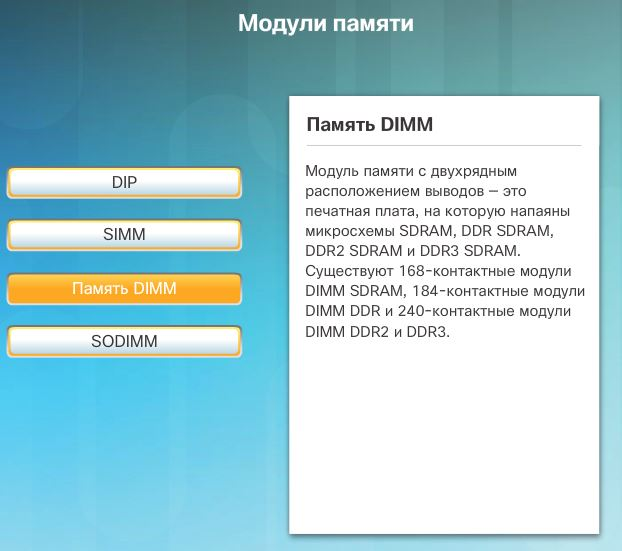 Модули памяти
DIP
SIMM
Память DIMM
SODIMM
Память DIMM
Модуль памяти с двухрядным
расположением выводов – это
печатная плата, на которую напаяны
микросхемы SDRAM, DDR SDRAM,
DDR2 SDRAM и DDR3 SDRAM.
Существуют 168-контактные модули
DIMM SDRAM, 184-контактные модули
DIMM DDR и 240-контактные модули
DIMM DDR2 и DDR3.